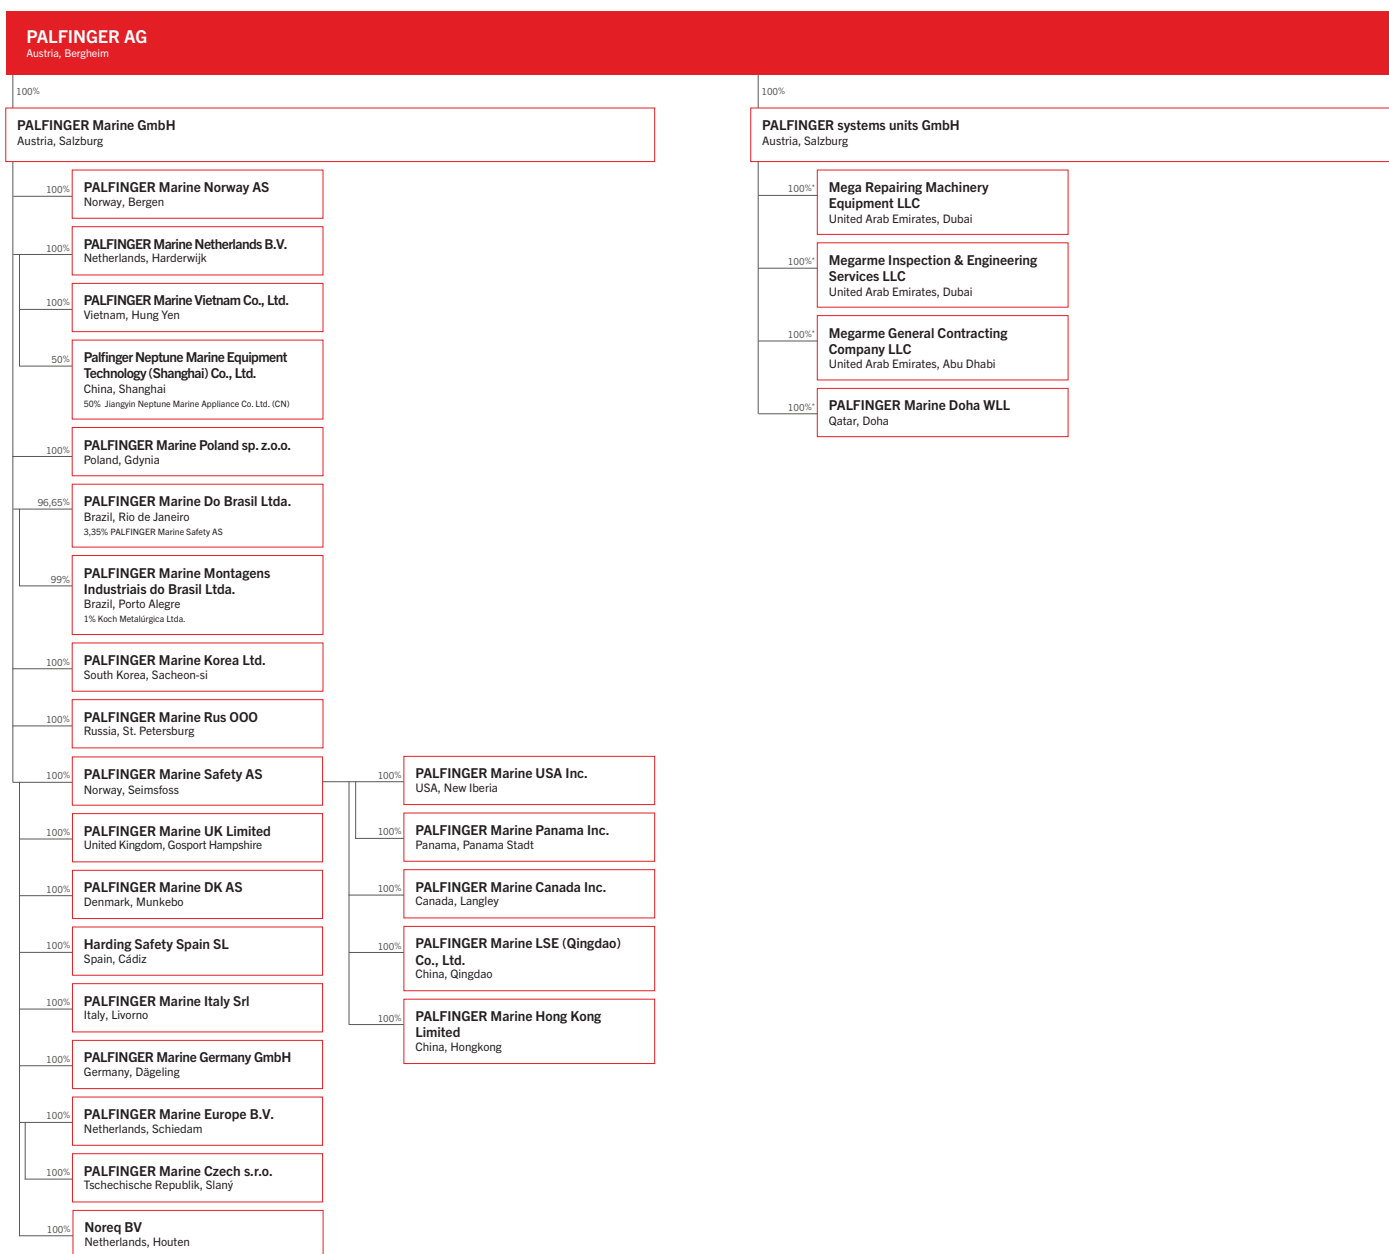 PALFINGER AG
Austria, Bergheim
100%
PALFINGER Marine GmbH
Austria, Salzburg
100%
PALFINGER Marine Norway AS
Norway, Bergen
100%
PALFINGER Marine Netherlands B.V.
Netherlands, Harderwijk
100%
PALFINGER Marine Vietnam Co., Ltd.
Vietnam, Hung Yen
50%
Palfinger Neptune Marine Equipment
Technology (Shanghai) Co., Ltd.
China, Shanghai
50% Jiangyin Neptune Marine Appliance Co. Ltd. (CN)
100%
PALFINGER Marine Poland sp. z.o.o.
Poland, Gdynia
96,65%
PALFINGER Marine Do Brasil Ltda.
Brazil, Rio de Janeiro
3,35% PALFINGER Marine Safety AS
99%
PALFINGER Marine Montagens
Industriais do Brasil Ltda.
Brazil, Porto Alegre
1% Koch Metalúrgica Ltda.
100%
PALFINGER Marine Korea Ltd.
South Korea, Sacheon-si
100%
PALFINGER Marine Rus OOO
Russia, St. Petersburg
100%
PALFINGER Marine Safety AS
Norway, Seimsfoss
100%
PALFINGER Marine UK Limited
United Kingdom, Gosport Hampshire
100%
PALFINGER Marine DK AS
Denmark, Munkebo
100%
Harding Safety Spain SL
Spain, Cádiz
100%
PALFINGER Marine Italy Srl
Italy, Livorno
100%
PALFINGER Marine Germany GmbH
Germany, Dägeling
100%
PALFINGER Marine Europe B.V.
Netherlands, Schiedam
100%
PALFINGER Marine Czech s.r.o.
Tschechische Republik, Slaný
100%
Noreq BV
Netherlands, Houten
100%
PALFINGER Marine USA Inc.
USA, New Iberia
100%
PALFINGER Marine Panama Inc.
Panama, Panama Stadt
100%
PALFINGER Marine Canada Inc.
Canada, Langley
100%
PALFINGER Marine LSE (Qingdao)
Co., Ltd.
China, Qingdao
100%
PALFINGER Marine Hong Kong
Limited
China, Hongkong
100%
PALFINGER systems units GmbH
Austria, Salzburg
100%*
Mega Repairing Machinery
Equipment LLC
United Arab Emirates, Dubai
100%*
Megarme Inspection & Engineering
Services LLC
United Arab Emirates, Dubai
100%*
Megarme General Contracting
Company LLC
United Arab Emirates, Abu Dhabi
100%*
PALFINGER Marine Doha WLL
Qatar, Doha